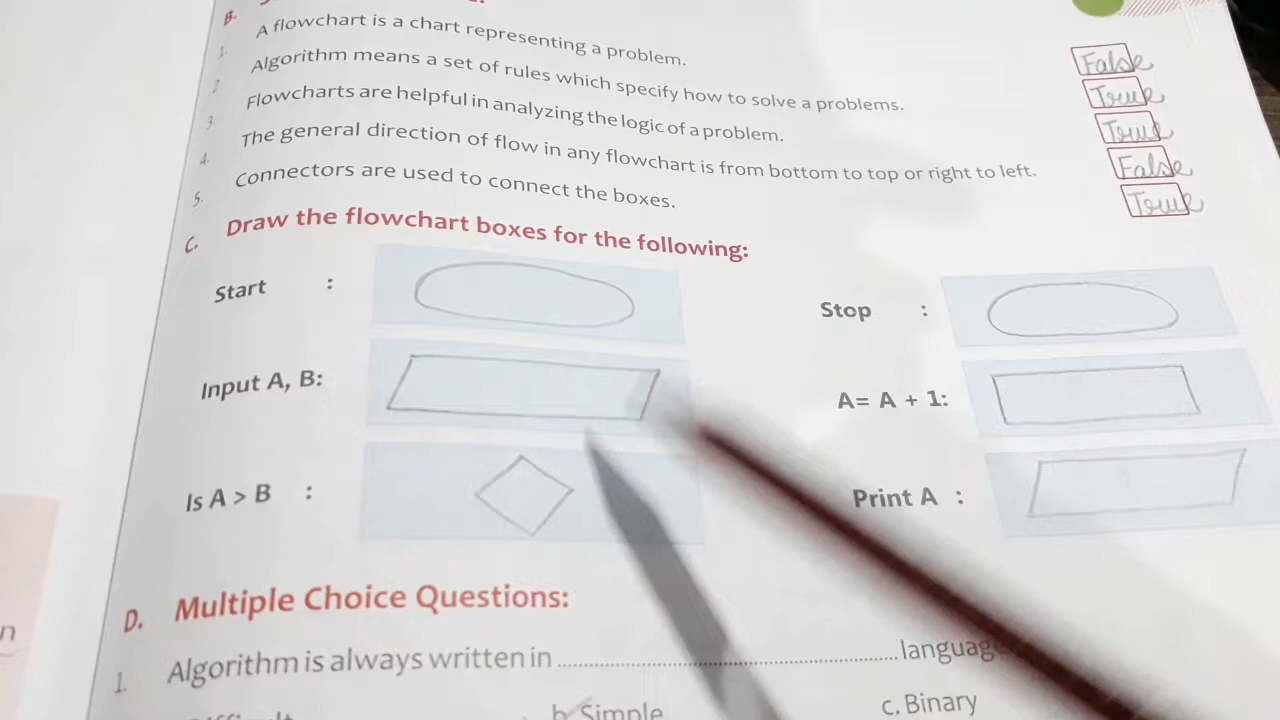 B.
1. A flowchart is a chart representing a problem. False
2. Algorithm means a set of rules which specify how to solve a problems. True
3. Flowcharts are helpful in analyzing the logic of a problem. True
4. The general direction of flow in any flowchart is from bottom to top or right to left. False
5. Connectors are used to connect the boxes. True
C. Draw the flowchart boxes for the following:
Start : Stop :
Input A, B: A= A + 1:
Is A > B : Print A :
D. Multiple Choice Questions:
n
1. Algorithm is always written in ........ language
b. Simple c. Binary